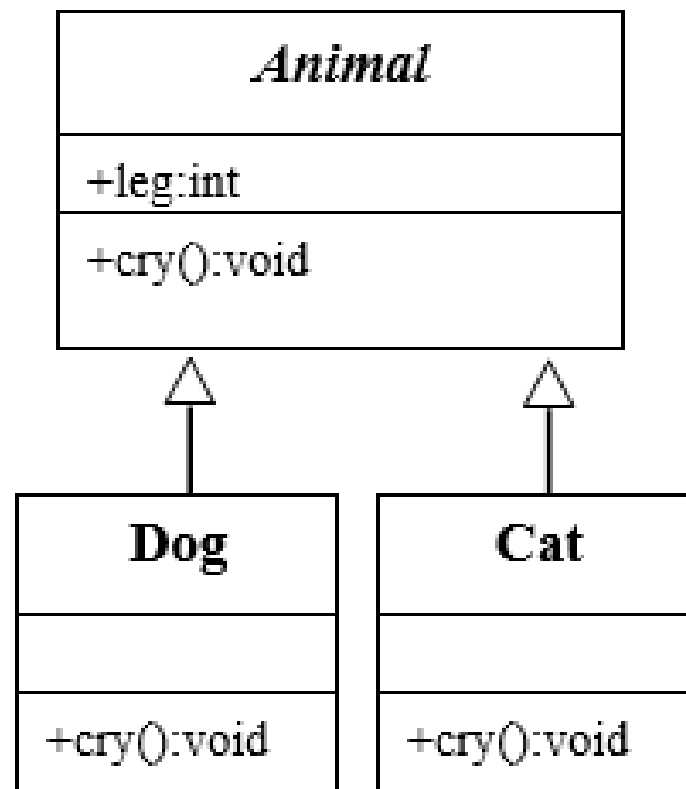 Animal
+leg:int
+cry():void
Dog
Cat
+cry():void
+cry():void